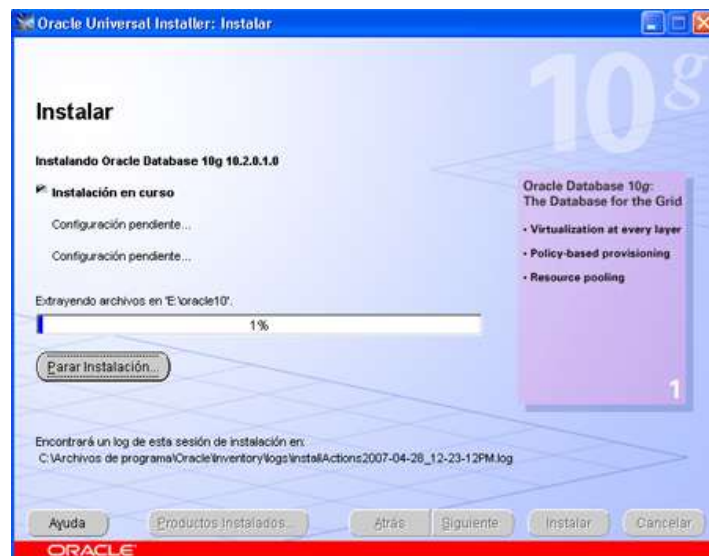 Oracle Universal Installer: Instalar
10g
Instalar
Instalando Oracle Database 10g 10.2.0.1.0
Instalación en curso
Configuración pendiente...
Configuración pendiente...
Extrayendo archivos en 'E:\oracle10'.
1%
Parar Instalación...
Oracle Database 10g:
The Database for the Grid
• Virtualization at every layer
• Policy-based provisioning
• Resource pooling
1
Encontrará un log de esta sesión de instalación en:
C:\Archivos de programa\Oracle\Inventory\logs\installActions2007-04-28_12-23-12PM.log
Ayuda
Productos Instalados...
Atrás
Siguiente
Instalar
Cancelar
ORACLE